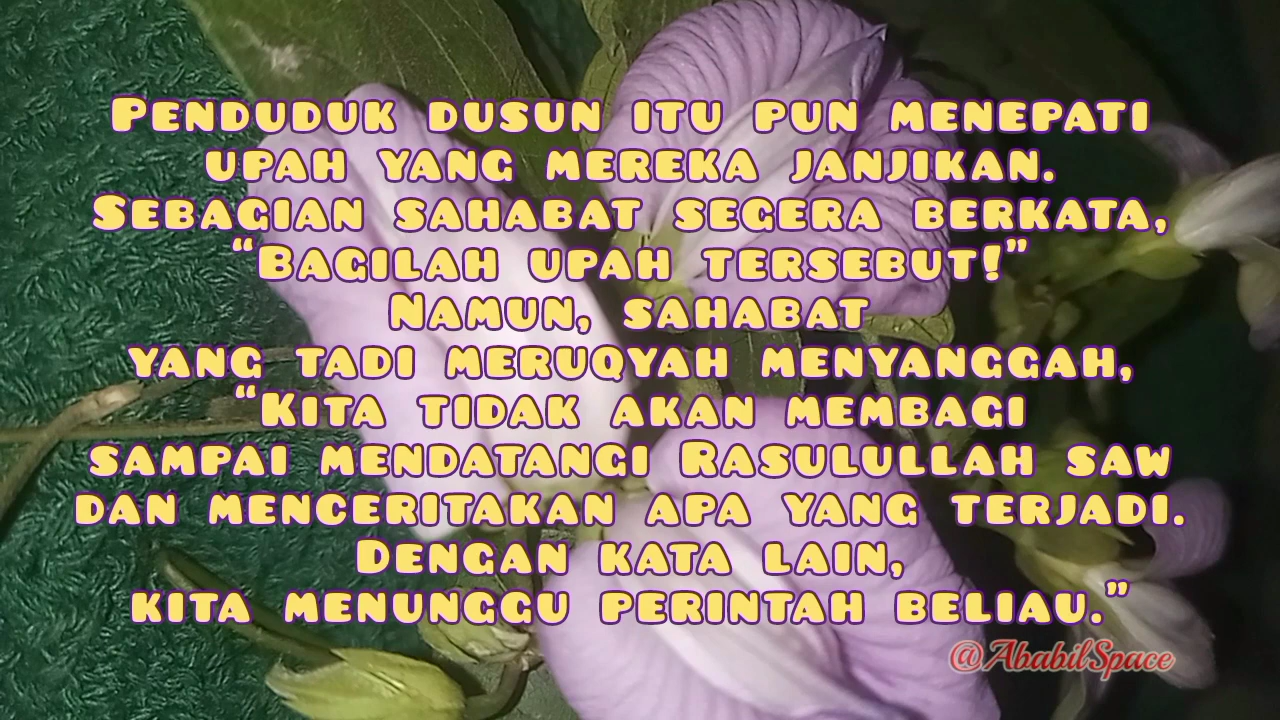 Penduduk dusun itu pun menepati
upah yang mereka janjikan.
Sebagian sahabat segera berkata,
“Bagilah upah tersebut!”
Namun, sahabat
yang tadi meruqyah menyanggah,
“Kita tidak akan membagi
sampai mendatangi Rasulullah saw
dan menceritakan apa yang terjadi.
Dengan kata lain,
kita menunggu perintah beliau.”
@AbabilSpace